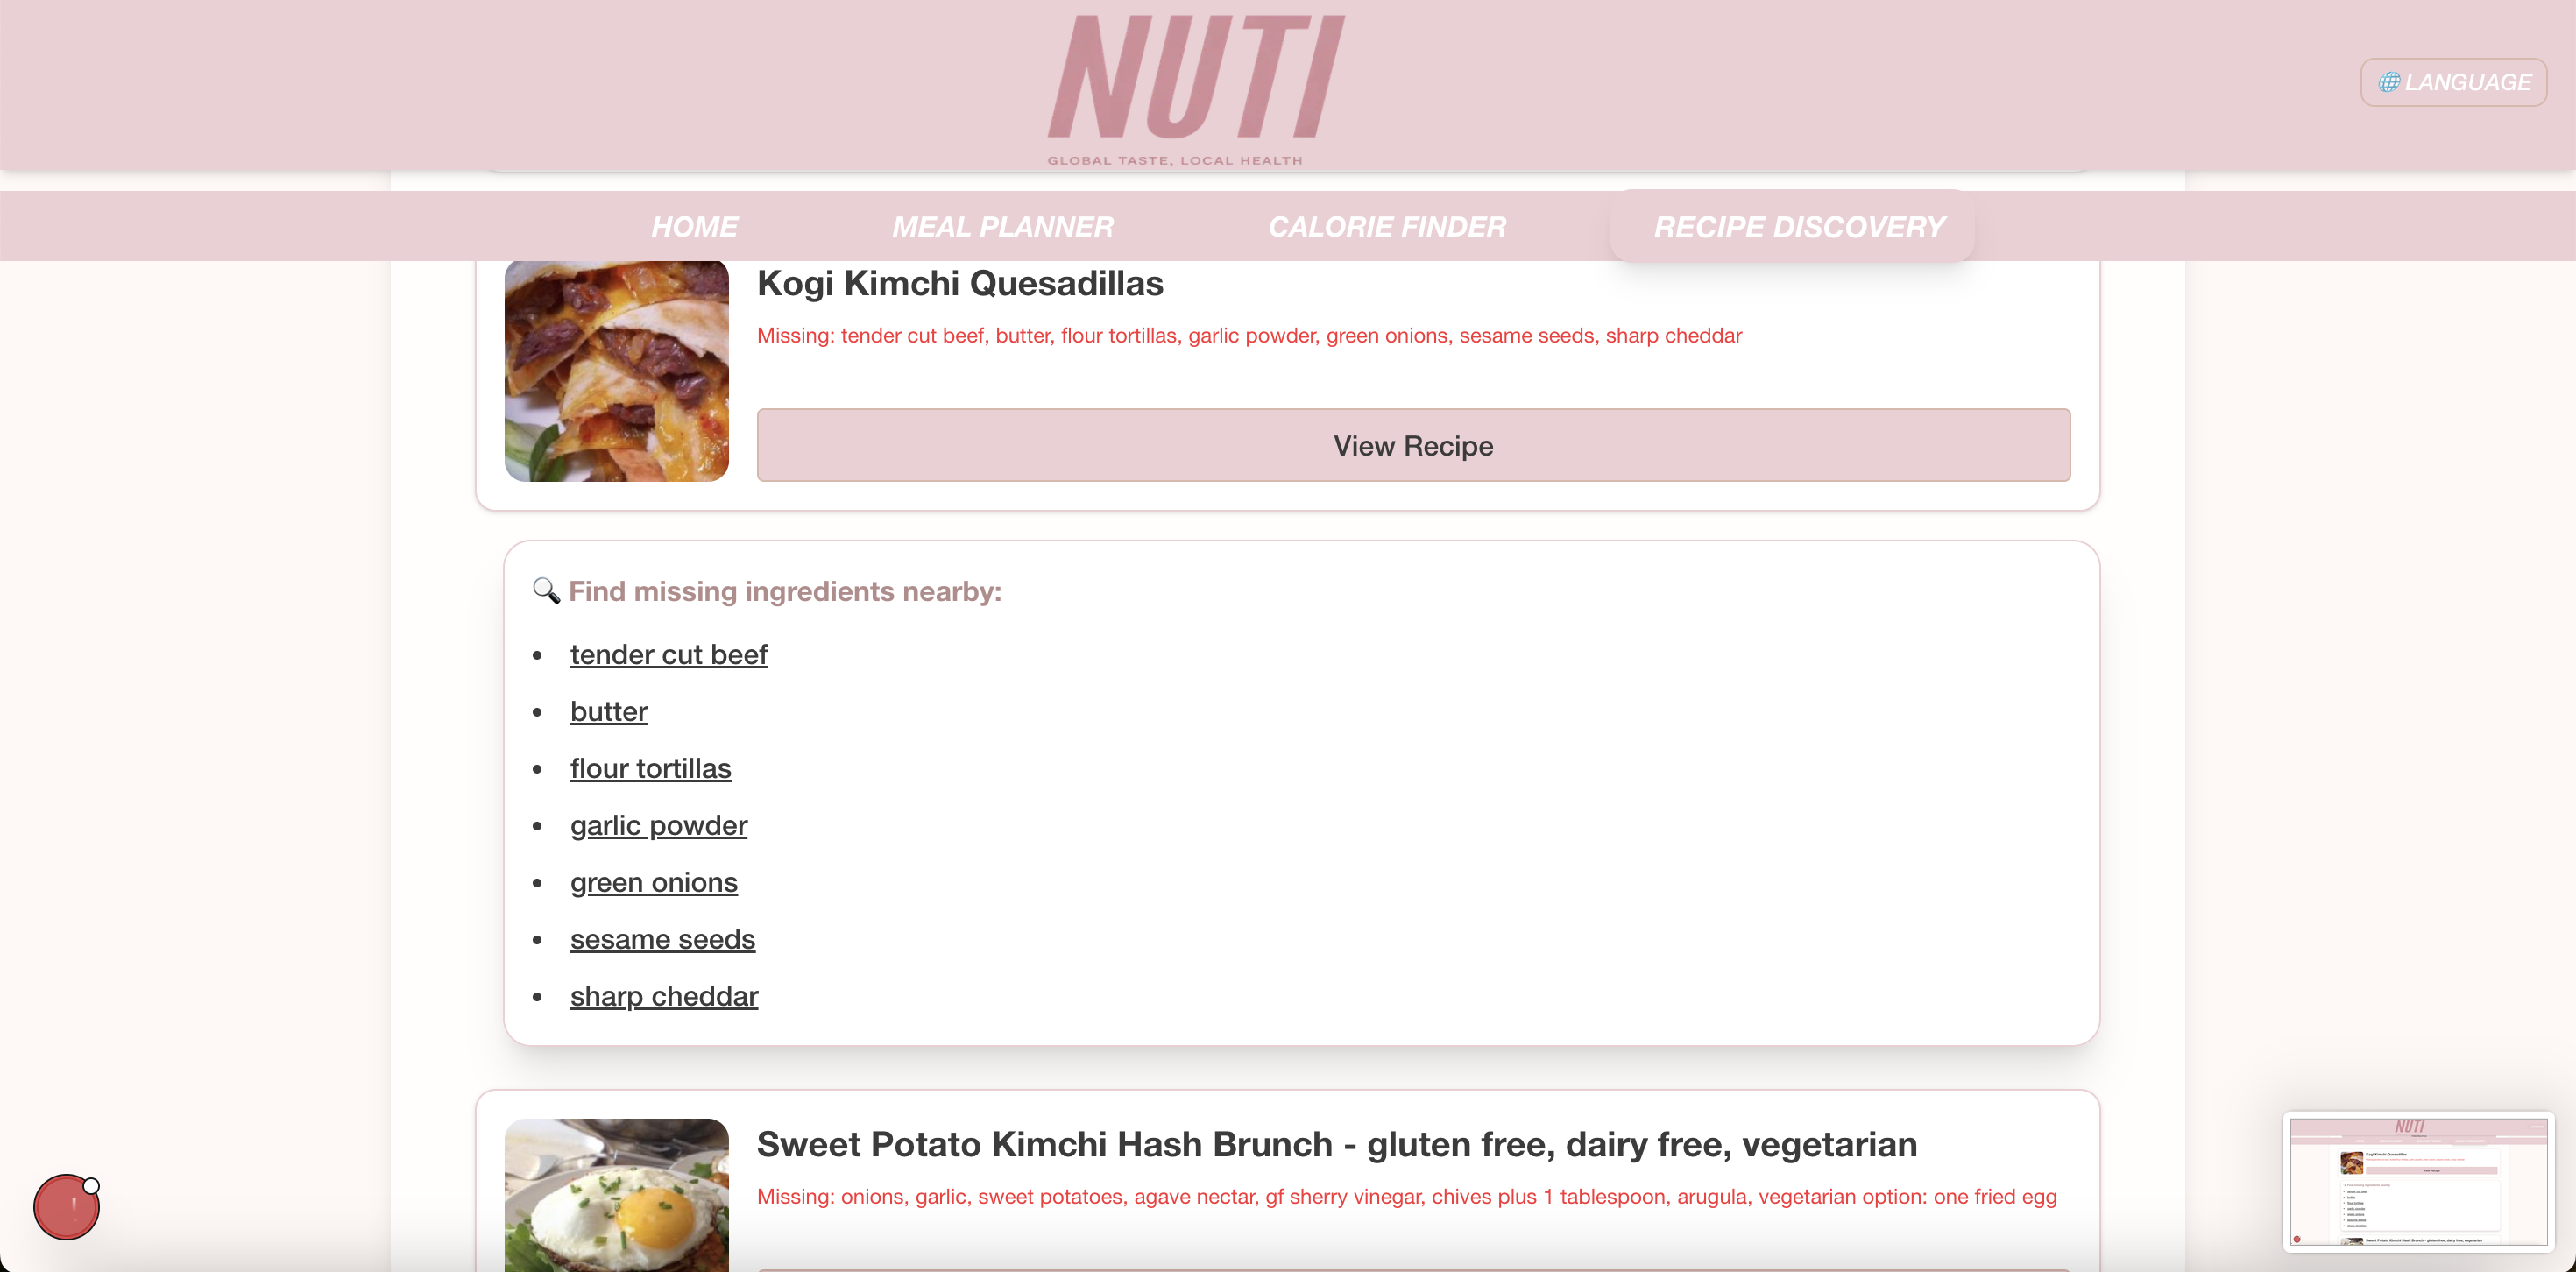 NUTI
GLOBAL TASTE, LOCAL HEALTH
LANGUAGE
HOME MEAL PLANNER CALORIE FINDER RECIPE DISCOVERY
Kogi Kimchi Quesadillas
Missing: tender cut beef, butter, flour tortillas, garlic powder, green onions, sesame seeds, sharp cheddar
View Recipe
Find missing ingredients nearby:
tender cut beef
butter
flour tortillas
garlic powder
green onions
sesame seeds
sharp cheddar
Sweet Potato Kimchi Hash Brunch - gluten free, dairy free, vegetarian
Missing: onions, garlic, sweet potatoes, agave nectar, gf sherry vinegar, chives plus 1 tablespoon, arugula, vegetarian option: one fried egg
NUTI